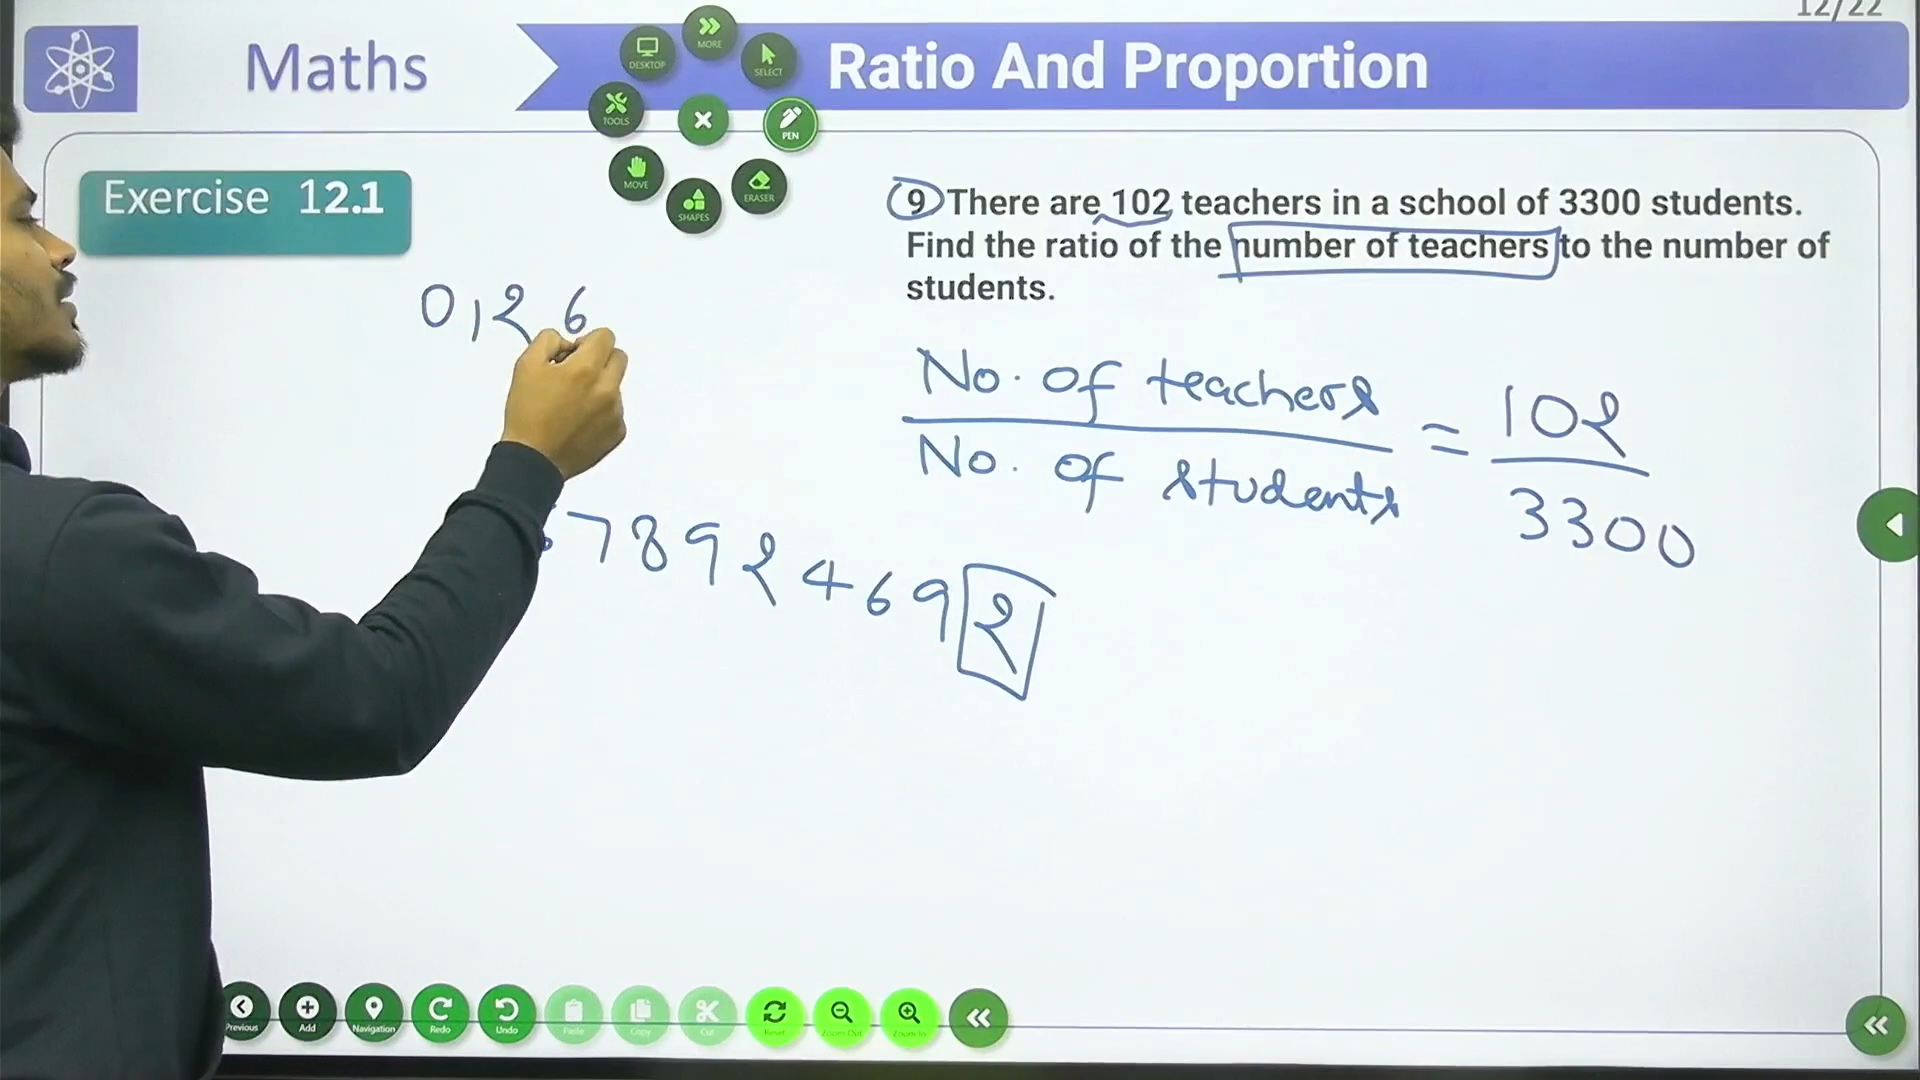 12/22
Maths
Ratio And Proportion
MORE
DESKTOP
SELECT
TOOLS
PEN
MOVE
SHAPES
ERASER
Exercise 12.1
9 There are 102 teachers in a school of 3300 students.
Find the ratio of the number of teachers to the number of
students.
0, 2 6
No. of teachers
No. of students
= 102
3300
7 8 9 2 4 6 9 2
Previous
Add
Navigation
Redo
Undo
Paste
Copy
Cut
Reset
Zoom Out
Zoom In